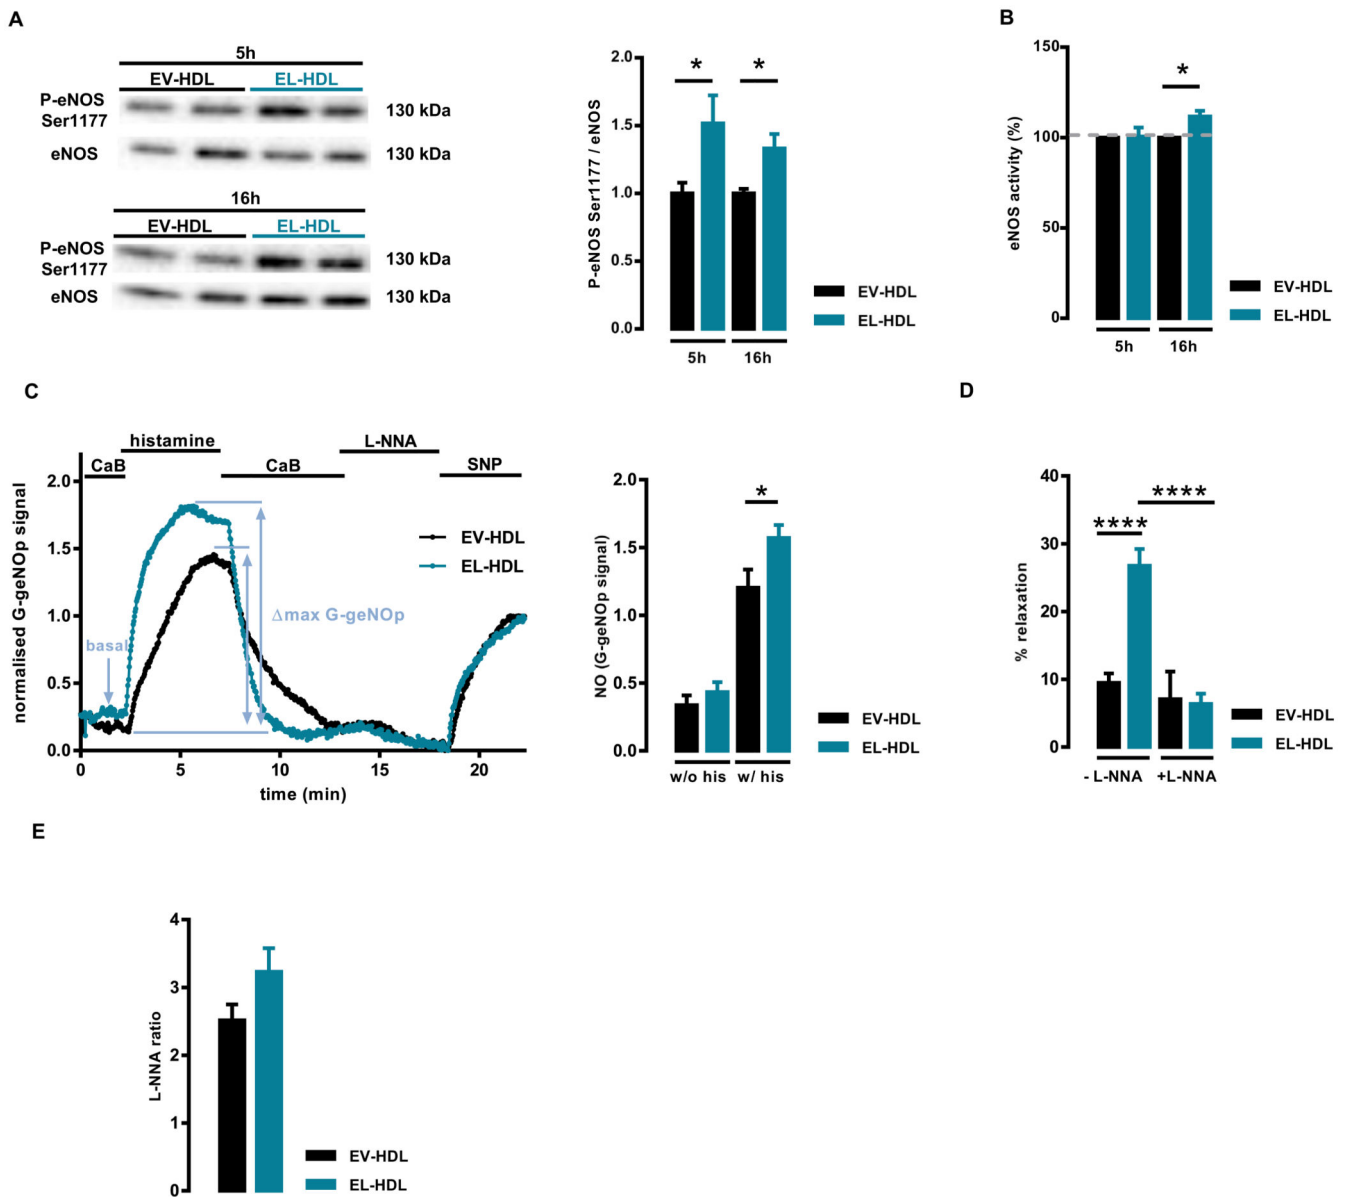 A
5h
EV-HDL EL-HDL
P-eNOS
Ser1177
130 kDa
eNOS
130 kDa
16h
EV-HDL EL-HDL
P-eNOS
Ser1177
130 kDa
eNOS
130 kDa
P-eNOS Ser1177 / eNOS
2.0
1.5
1.0
0.5
0.0
* *
5h 16h
EV-HDL
EL-HDL
B
eNOS activity (%)
150
100
50
0
*
5h 16h
EV-HDL
EL-HDL
C
histamine
L-NNA
CaB
CaB
SNP
normalised G-geNOp signal
2.0
1.5
1.0
0.5
0.0
EV-HDL
EL-HDL
Δmax G-geNOp
basal
0 5 10 15 20
time (min)
NO (G-geNOp signal)
2.0
1.5
1.0
0.5
0.0
*
w/o his w/ his
EV-HDL
EL-HDL
D
% relaxation
40
30
20
10
0
****
****
- L-NNA +L-NNA
EV-HDL
EL-HDL
E
L-NNA ratio
4
3
2
1
0
EV-HDL
EL-HDL